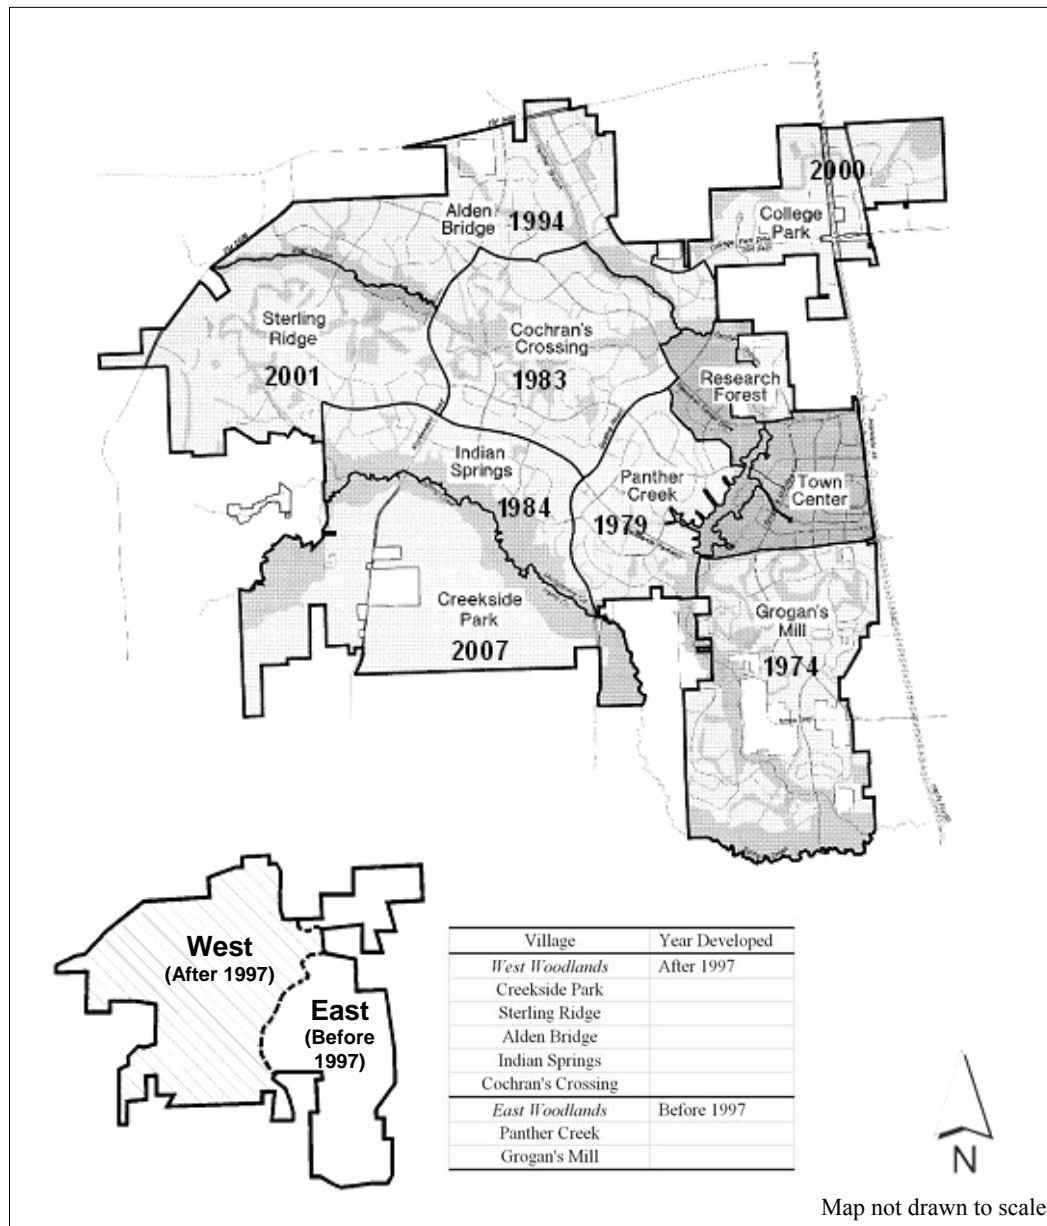 2000
College
Park
Alden
Bridge
1994
Sterling
Ridge
2001
Cochran's
Crossing
1983
Research
Forest
Indian
Springs
1984
Panther
Creek
1979
Town
Center
Creekside
Park
2007
Grogan's
Mill
1974
West
(After 1997)
East
(Before
1997)
Village Year Developed
West Woodlands After 1997
Creekside Park
Sterling Ridge
Alden Bridge
Indian Springs
Cochran's Crossing
East Woodlands Before 1997
Panther Creek
Grogan's Mill
N
Map not drawn to scale